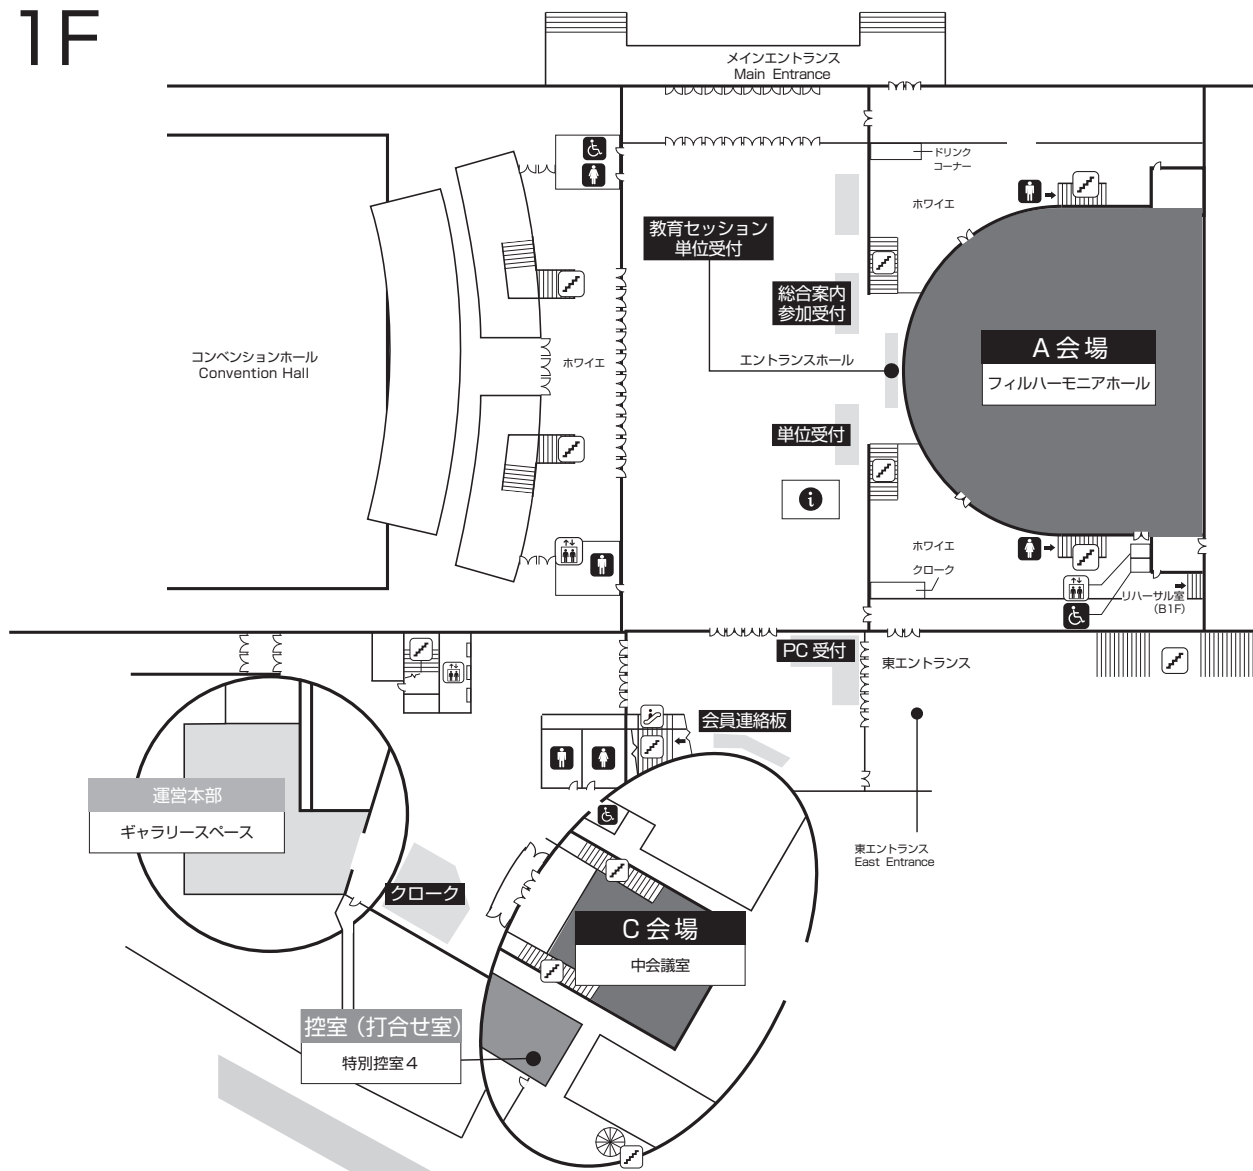 1F
メインエントランス
Main Entrance
ドリンク
コーナー
ホワイエ
教育セッション
単位受付
総合案内
参加受付
A 会場
フィルハーモニアホール
コンベンションホール
Convention Hall
ホワイエ
エントランスホール
単位受付
i
ホワイエ
クローク
リハーサル室
(B1F)
PC 受付
東エントランス
会員連絡板
運営本部
ギャラリースペース
東エントランス
East Entrance
クローク
C 会場
中会議室
控室（打合せ室）
特別控室４